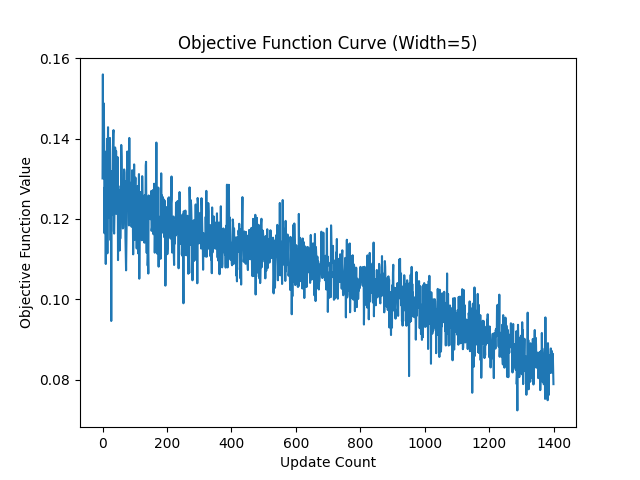 Objective Function Curve (Width=5)
0.16
0.14
0.12
0.10
0.08
Objective Function Value
0 200 400 600 800 1000 1200 1400
Update Count